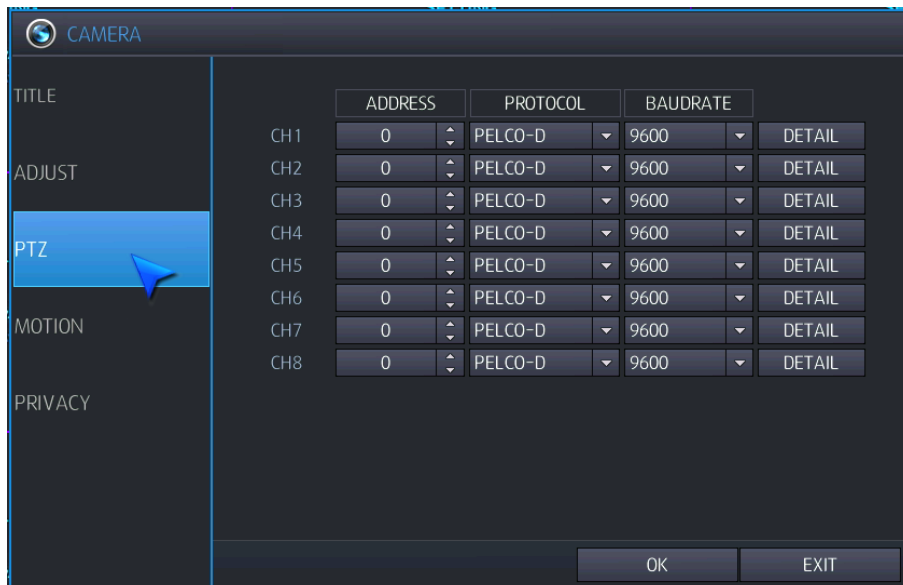 CAMERA
TITLE
ADJUST
PTZ
MOTION
PRIVACY
ADDRESS PROTOCOL BAUDRATE
CH1 0 PELCO-D 9600 DETAIL
CH2 0 PELCO-D 9600 DETAIL
CH3 0 PELCO-D 9600 DETAIL
CH4 0 PELCO-D 9600 DETAIL
CH5 0 PELCO-D 9600 DETAIL
CH6 0 PELCO-D 9600 DETAIL
CH7 0 PELCO-D 9600 DETAIL
CH8 0 PELCO-D 9600 DETAIL
OK EXIT